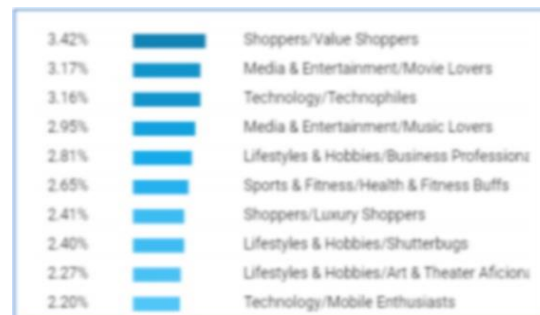 3.42% Shoppers/Value Shoppers
3.17% Media & Entertainment/Movie Lovers
3.16% Technology/Technophiles
2.95% Media & Entertainment/Music Lovers
2.81% Lifestyles & Hobbies/Business Professiona
2.65% Sports & Fitness/Health & Fitness Buffs
2.41% Shoppers/Luxury Shoppers
2.40% Lifestyles & Hobbies/Shutterbugs
2.27% Lifestyles & Hobbies/Art & Theater Aficion
2.20% Technology/Mobile Enthusiasts